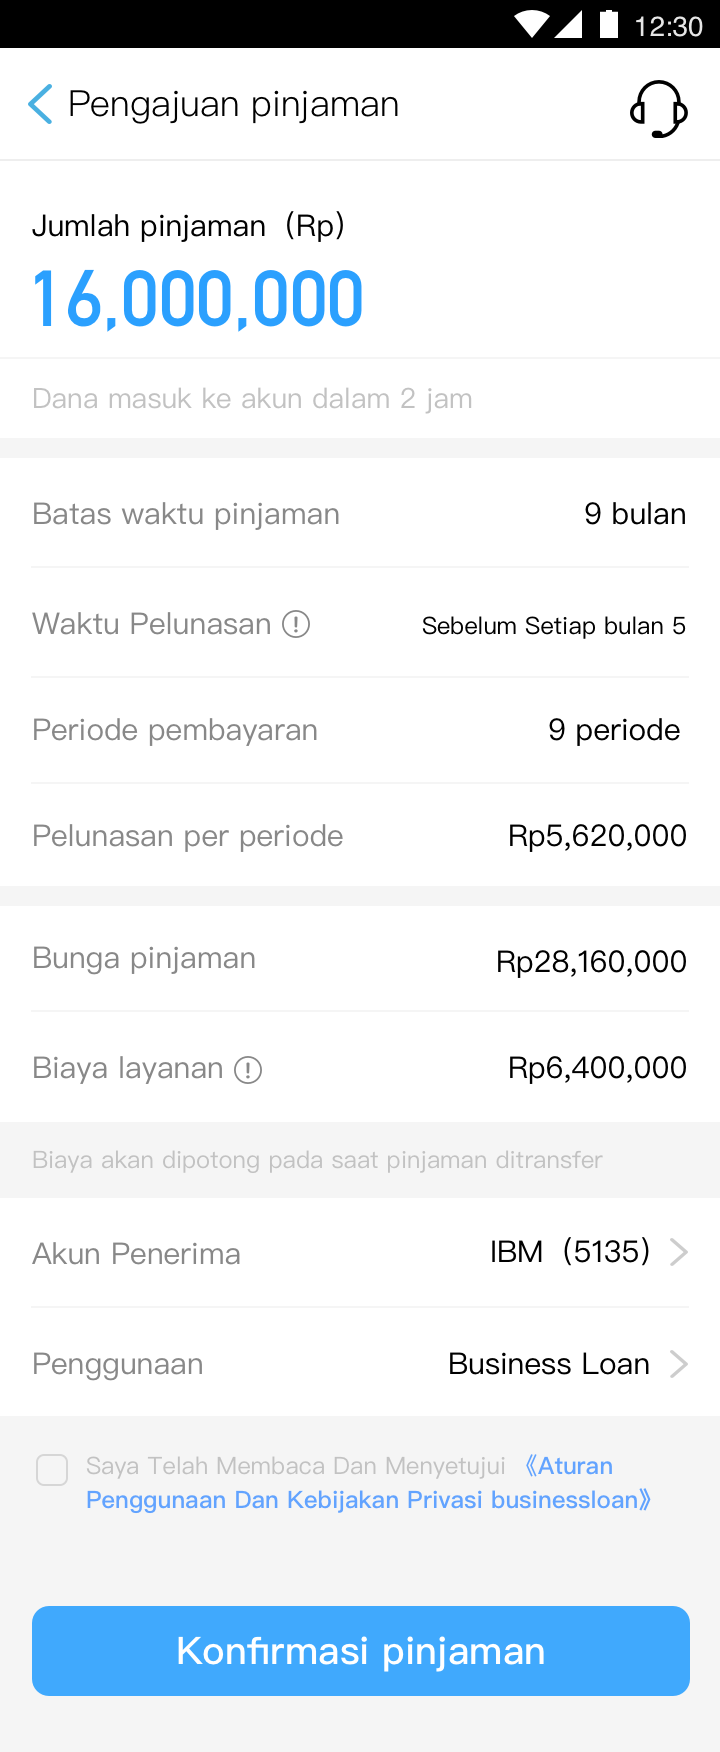 12:30
Pengajuan pinjaman
Jumlah pinjaman（Rp）
16,000,000
Dana masuk ke akun dalam 2 jam
Batas waktu pinjaman 9 bulan
Waktu Pelunasan Sebelum Setiap bulan 5
Periode pembayaran 9 periode
Pelunasan per periode Rp5,620,000
Bunga pinjaman Rp28,160,000
Biaya layanan Rp6,400,000
Biaya akan dipotong pada saat pinjaman ditransfer
Akun Penerima IBM（5135）
Penggunaan Business Loan
Saya Telah Membaca Dan Menyetujui 《Aturan
Penggunaan Dan Kebijakan Privasi businessloan》
Konfirmasi pinjaman